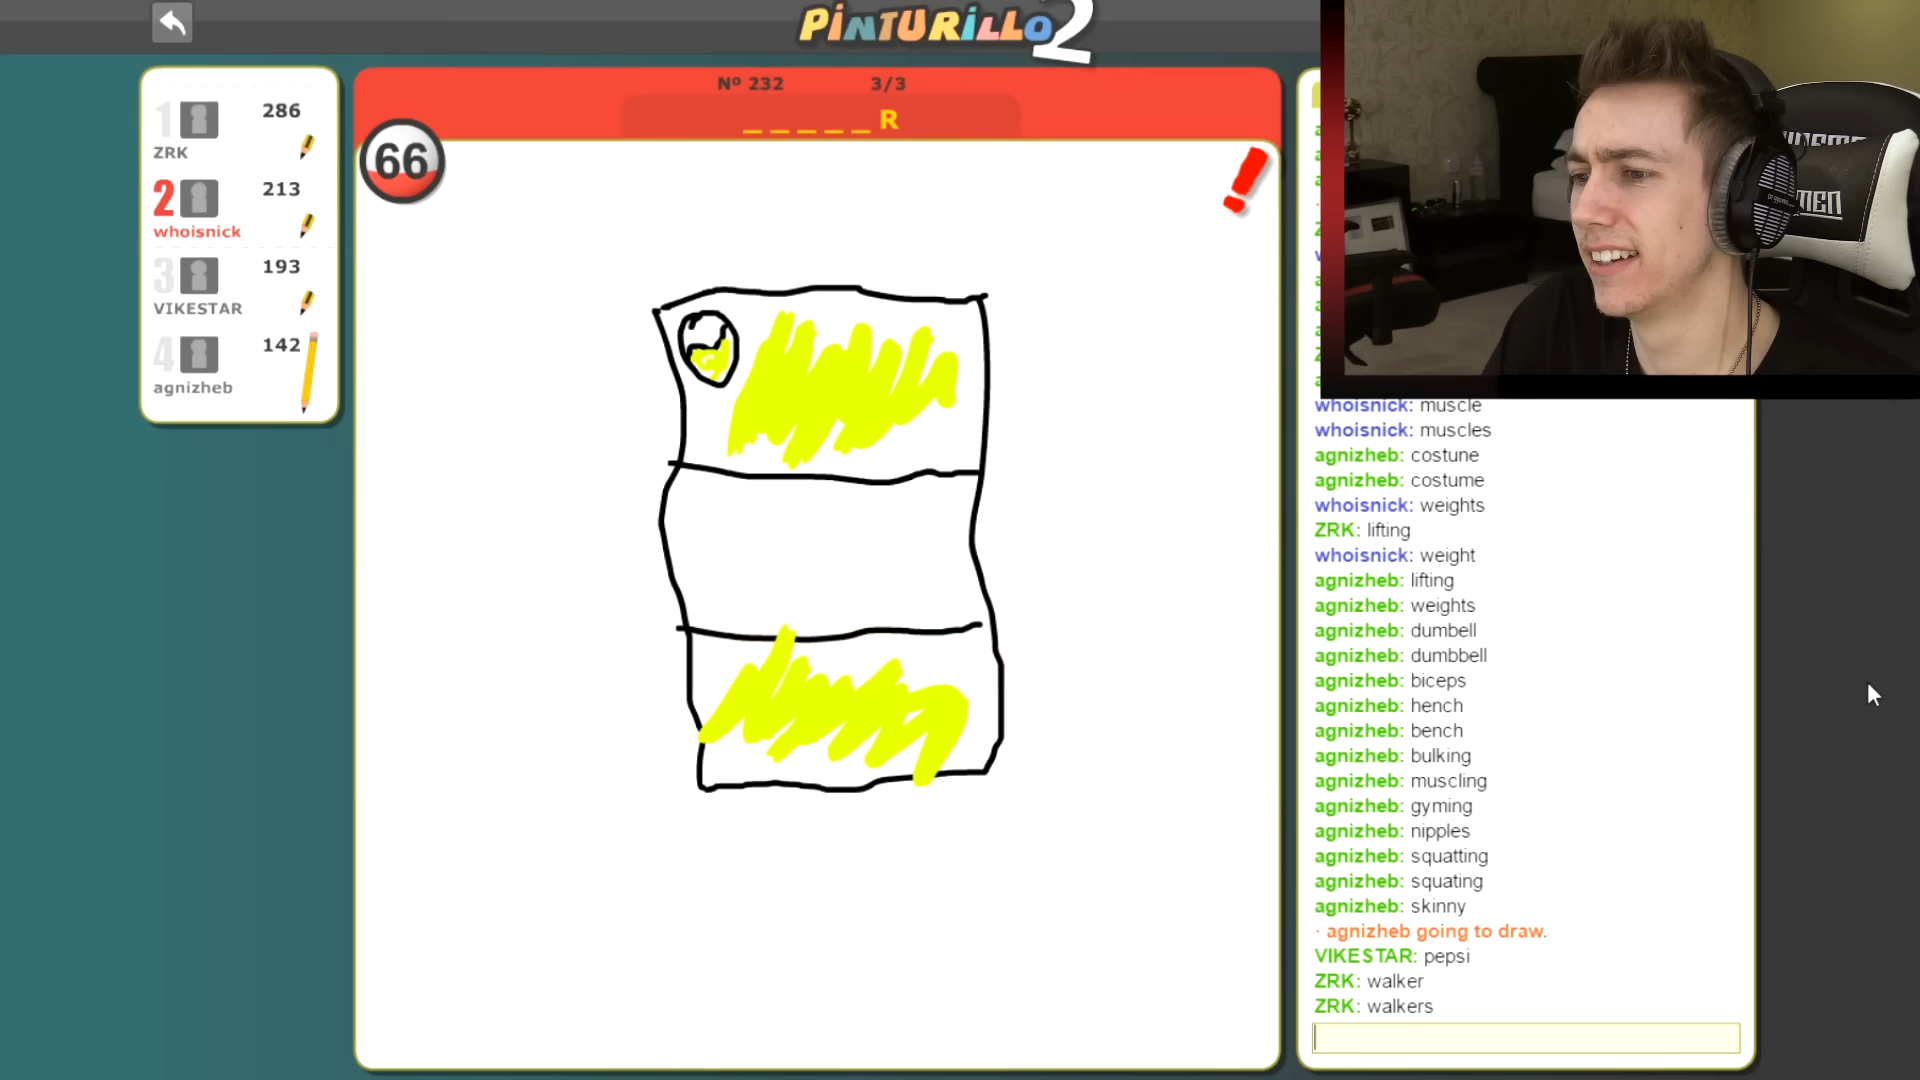 PINTURILLO 2
Nº 232 3/3
_ _ _ _ _ R
66
1 286
ZRK
2 213
whoisnick
3 193
VIKESTAR
4 142
agnizheb
whoisnick: muscle
whoisnick: muscles
agnizheb: costune
agnizheb: costume
whoisnick: weights
ZRK: lifting
whoisnick: weight
agnizheb: lifting
agnizheb: weights
agnizheb: dumbell
agnizheb: dumbbell
agnizheb: biceps
agnizheb: hench
agnizheb: bench
agnizheb: bulking
agnizheb: muscling
agnizheb: gyming
agnizheb: nipples
agnizheb: squatting
agnizheb: squating
agnizheb: skinny
· agnizheb going to draw.
VIKESTAR: pepsi
ZRK: walker
ZRK: walkers